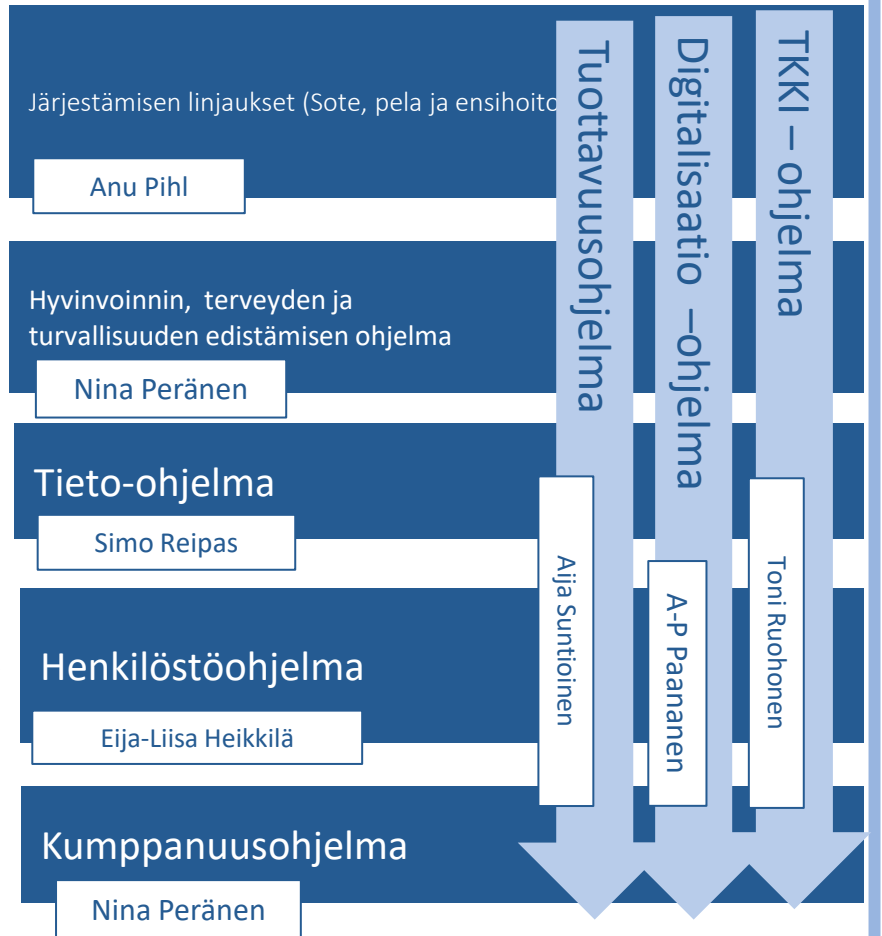 Järjestämisen linjaukset (Sote, pela ja ensihoito
Anu Pihl
Hyvinvoinnin, terveyden ja
turvallisuuden edistämisen ohjelma
Nina Peränen
Tieto-ohjelma
Simo Reipas
Henkilöstöohjelma
Eija-Liisa Heikkilä
Kumppanuusohjelma
Nina Peränen
Tuottavuusohjelma
Aija Suntioinen
Digitalisaatio –ohjelma
A-P Paananen
TKKI – ohjelma
Toni Ruohonen